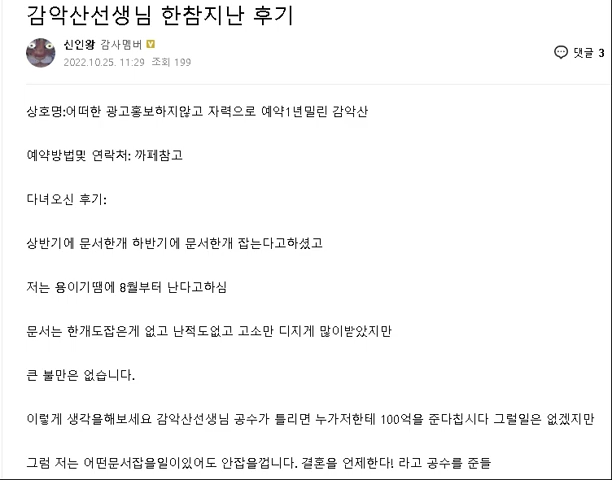 감악산선생님 한참지난 후기
신인왕 감사멤버
2022.10.25. 11:29 조회 199
댓글 3
상호명:어떠한 광고홍보하지않고 자력으로 예약1년밀린 감악산
예약방법및 연락처: 까페참고
다녀오신 후기:
상반기에 문서한개 하반기에 문서한개 잡는다고하셨고
저는 용이기땜에 8월부터 난다고하심
문서는 한개도잡은게 없고 난적도없고 고소만 디지게 많이받았지만
큰 불만은 없습니다.
이렇게 생각을해보세요 감악산선생님 공수가 틀리면 누가저한테 100억을 준다칩시다 그럴일은 없겠지만
그럼 저는 어떤문서잡을일이있어도 안잡을껍니다. 결혼을 언제한다! 라고 공수를 준들